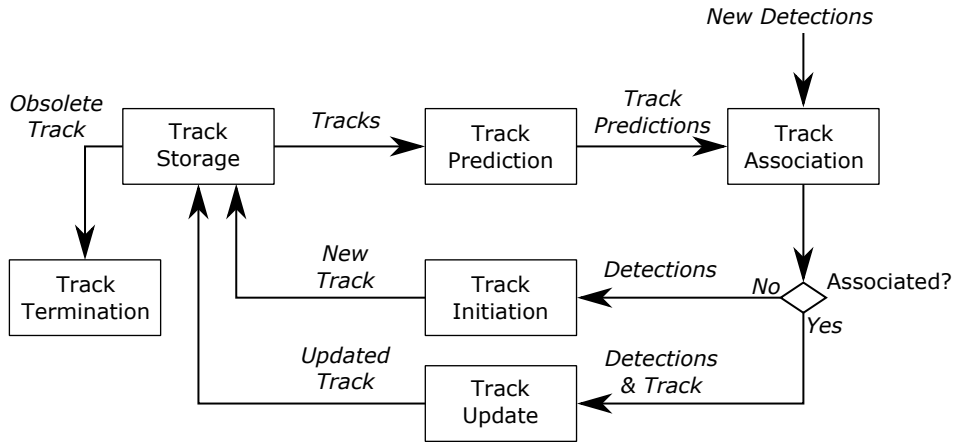 New Detections
Obsolete
Track
Track
Storage
Tracks
Track
Prediction
Track
Predictions
Track
Association
Track
Termination
New
Track
Track
Initiation
Detections
No
Associated?
Yes
Updated
Track
Track
Update
Detections
& Track